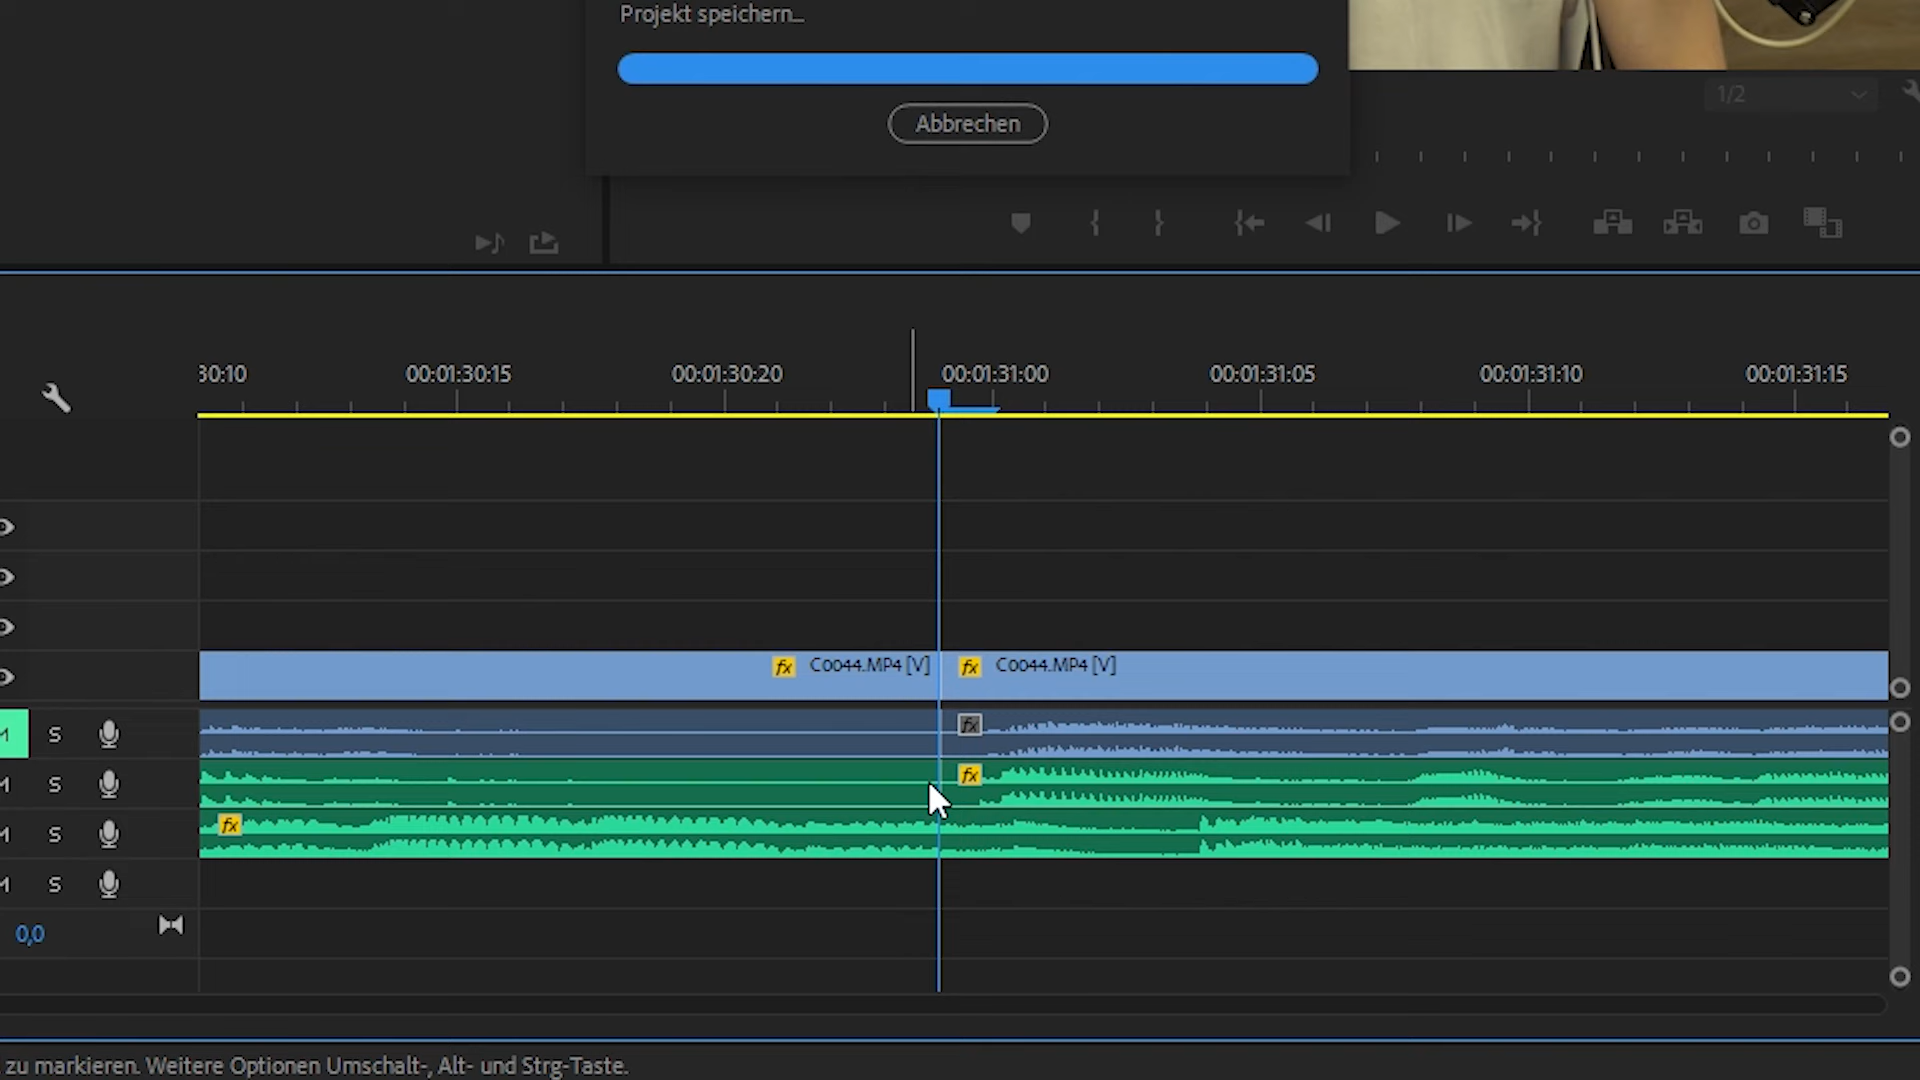 Projekt speichern...
Abbrechen
1/2
30:10 00:01:30:15 00:01:30:20 00:01:31:00 00:01:31:05 00:01:31:10 00:01:31:15
fx C0044.MP4 [V] fx C0044.MP4 [V]
M S fx
M S fx
M S fx
M S
0,0
zu markieren. Weitere Optionen Umschalt-, Alt- und Strg-Taste.